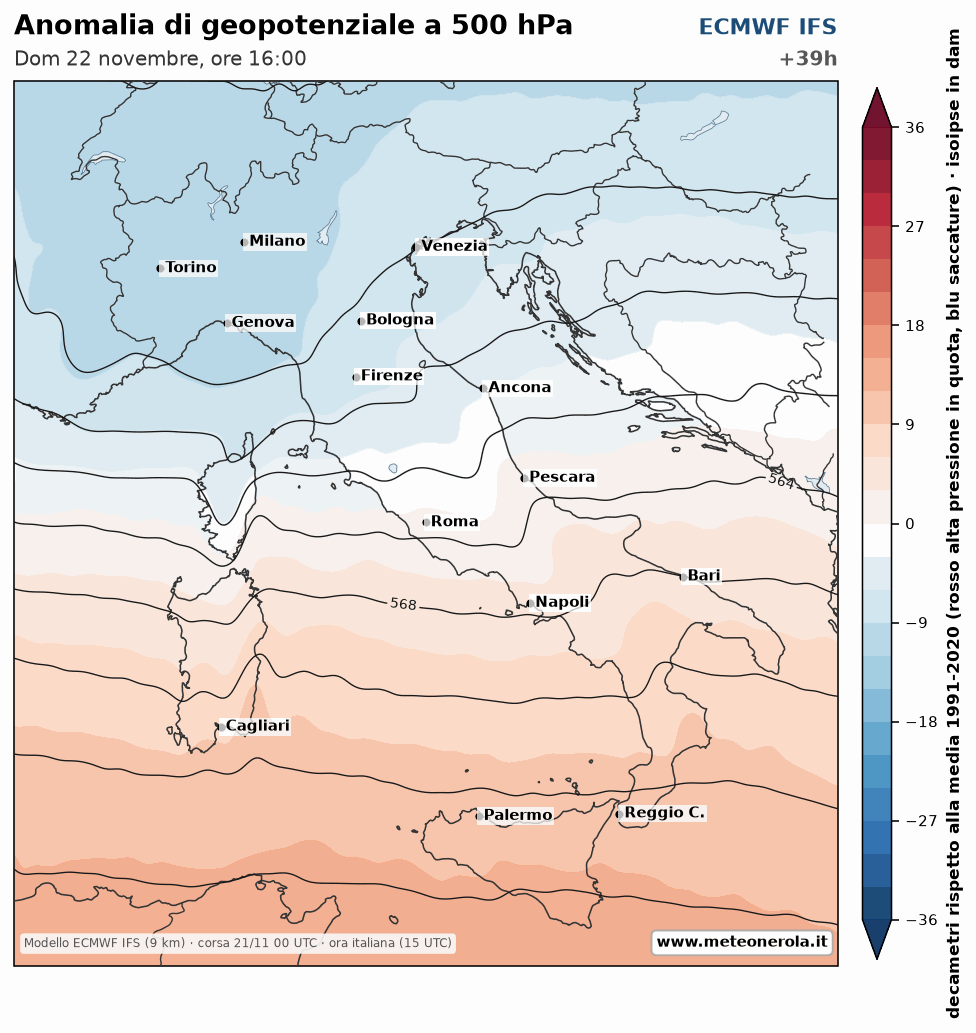 Anomalia di geopotenziale a 500 hPa
ECMWF IFS
Dom 22 novembre, ore 16:00
+39h
Milano
Venezia
Torino
Genova
Bologna
Firenze
Ancona
Pescara
564
Roma
Bari
568
Napoli
Cagliari
Palermo
Reggio C.
Modello ECMWF IFS (9 km) · corsa 21/11 00 UTC · ora italiana (15 UTC)
www.meteonerola.it
36
27
18
9
0
−9
−18
−27
−36
decametri rispetto alla media 1991-2020 (rosso alta pressione in quota, blu saccature) · isoipse in dam